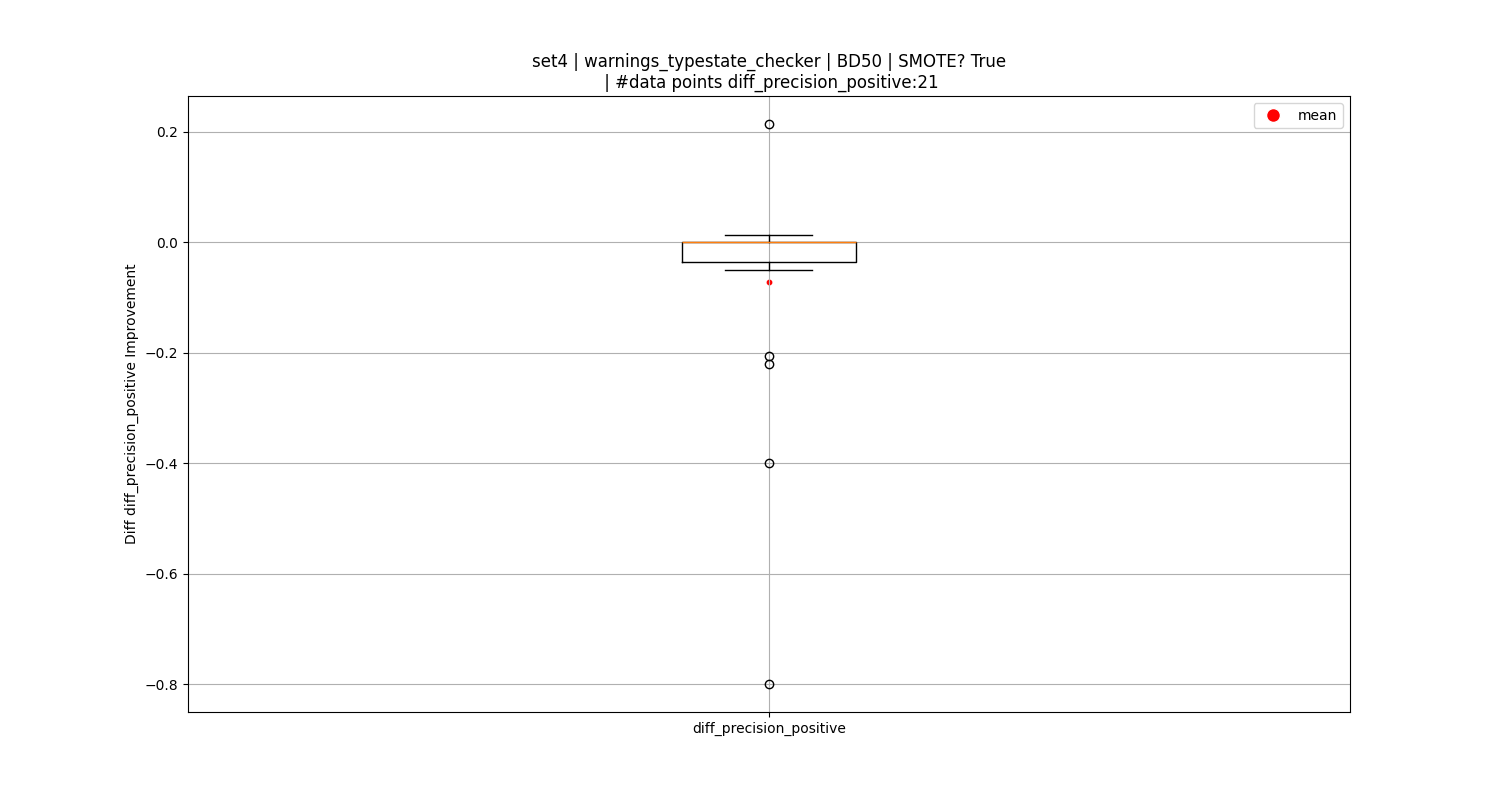 set4 | warnings_typestate_checker | BD50 | SMOTE? True
| #data points diff_precision_positive:21
mean
0.2
0.0
−0.2
−0.4
−0.6
−0.8
Diff diff_precision_positive Improvement
diff_precision_positive